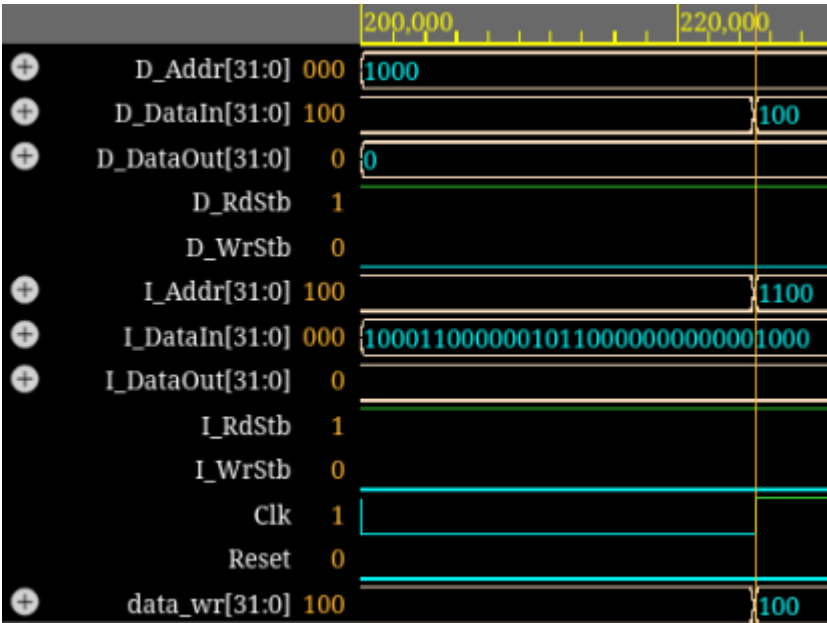 200,000 220,000
D_Addr[31:0] 000 1000
D_DataIn[31:0] 100 100
D_DataOut[31:0] 0 0
D_RdStb 1
D_WrStb 0
I_Addr[31:0] 100 1100
I_DataIn[31:0] 000 10001100000010110000000000001000
I_DataOut[31:0] 0
I_RdStb 1
I_WrStb 0
Clk 1
Reset 0
data_wr[31:0] 100 100